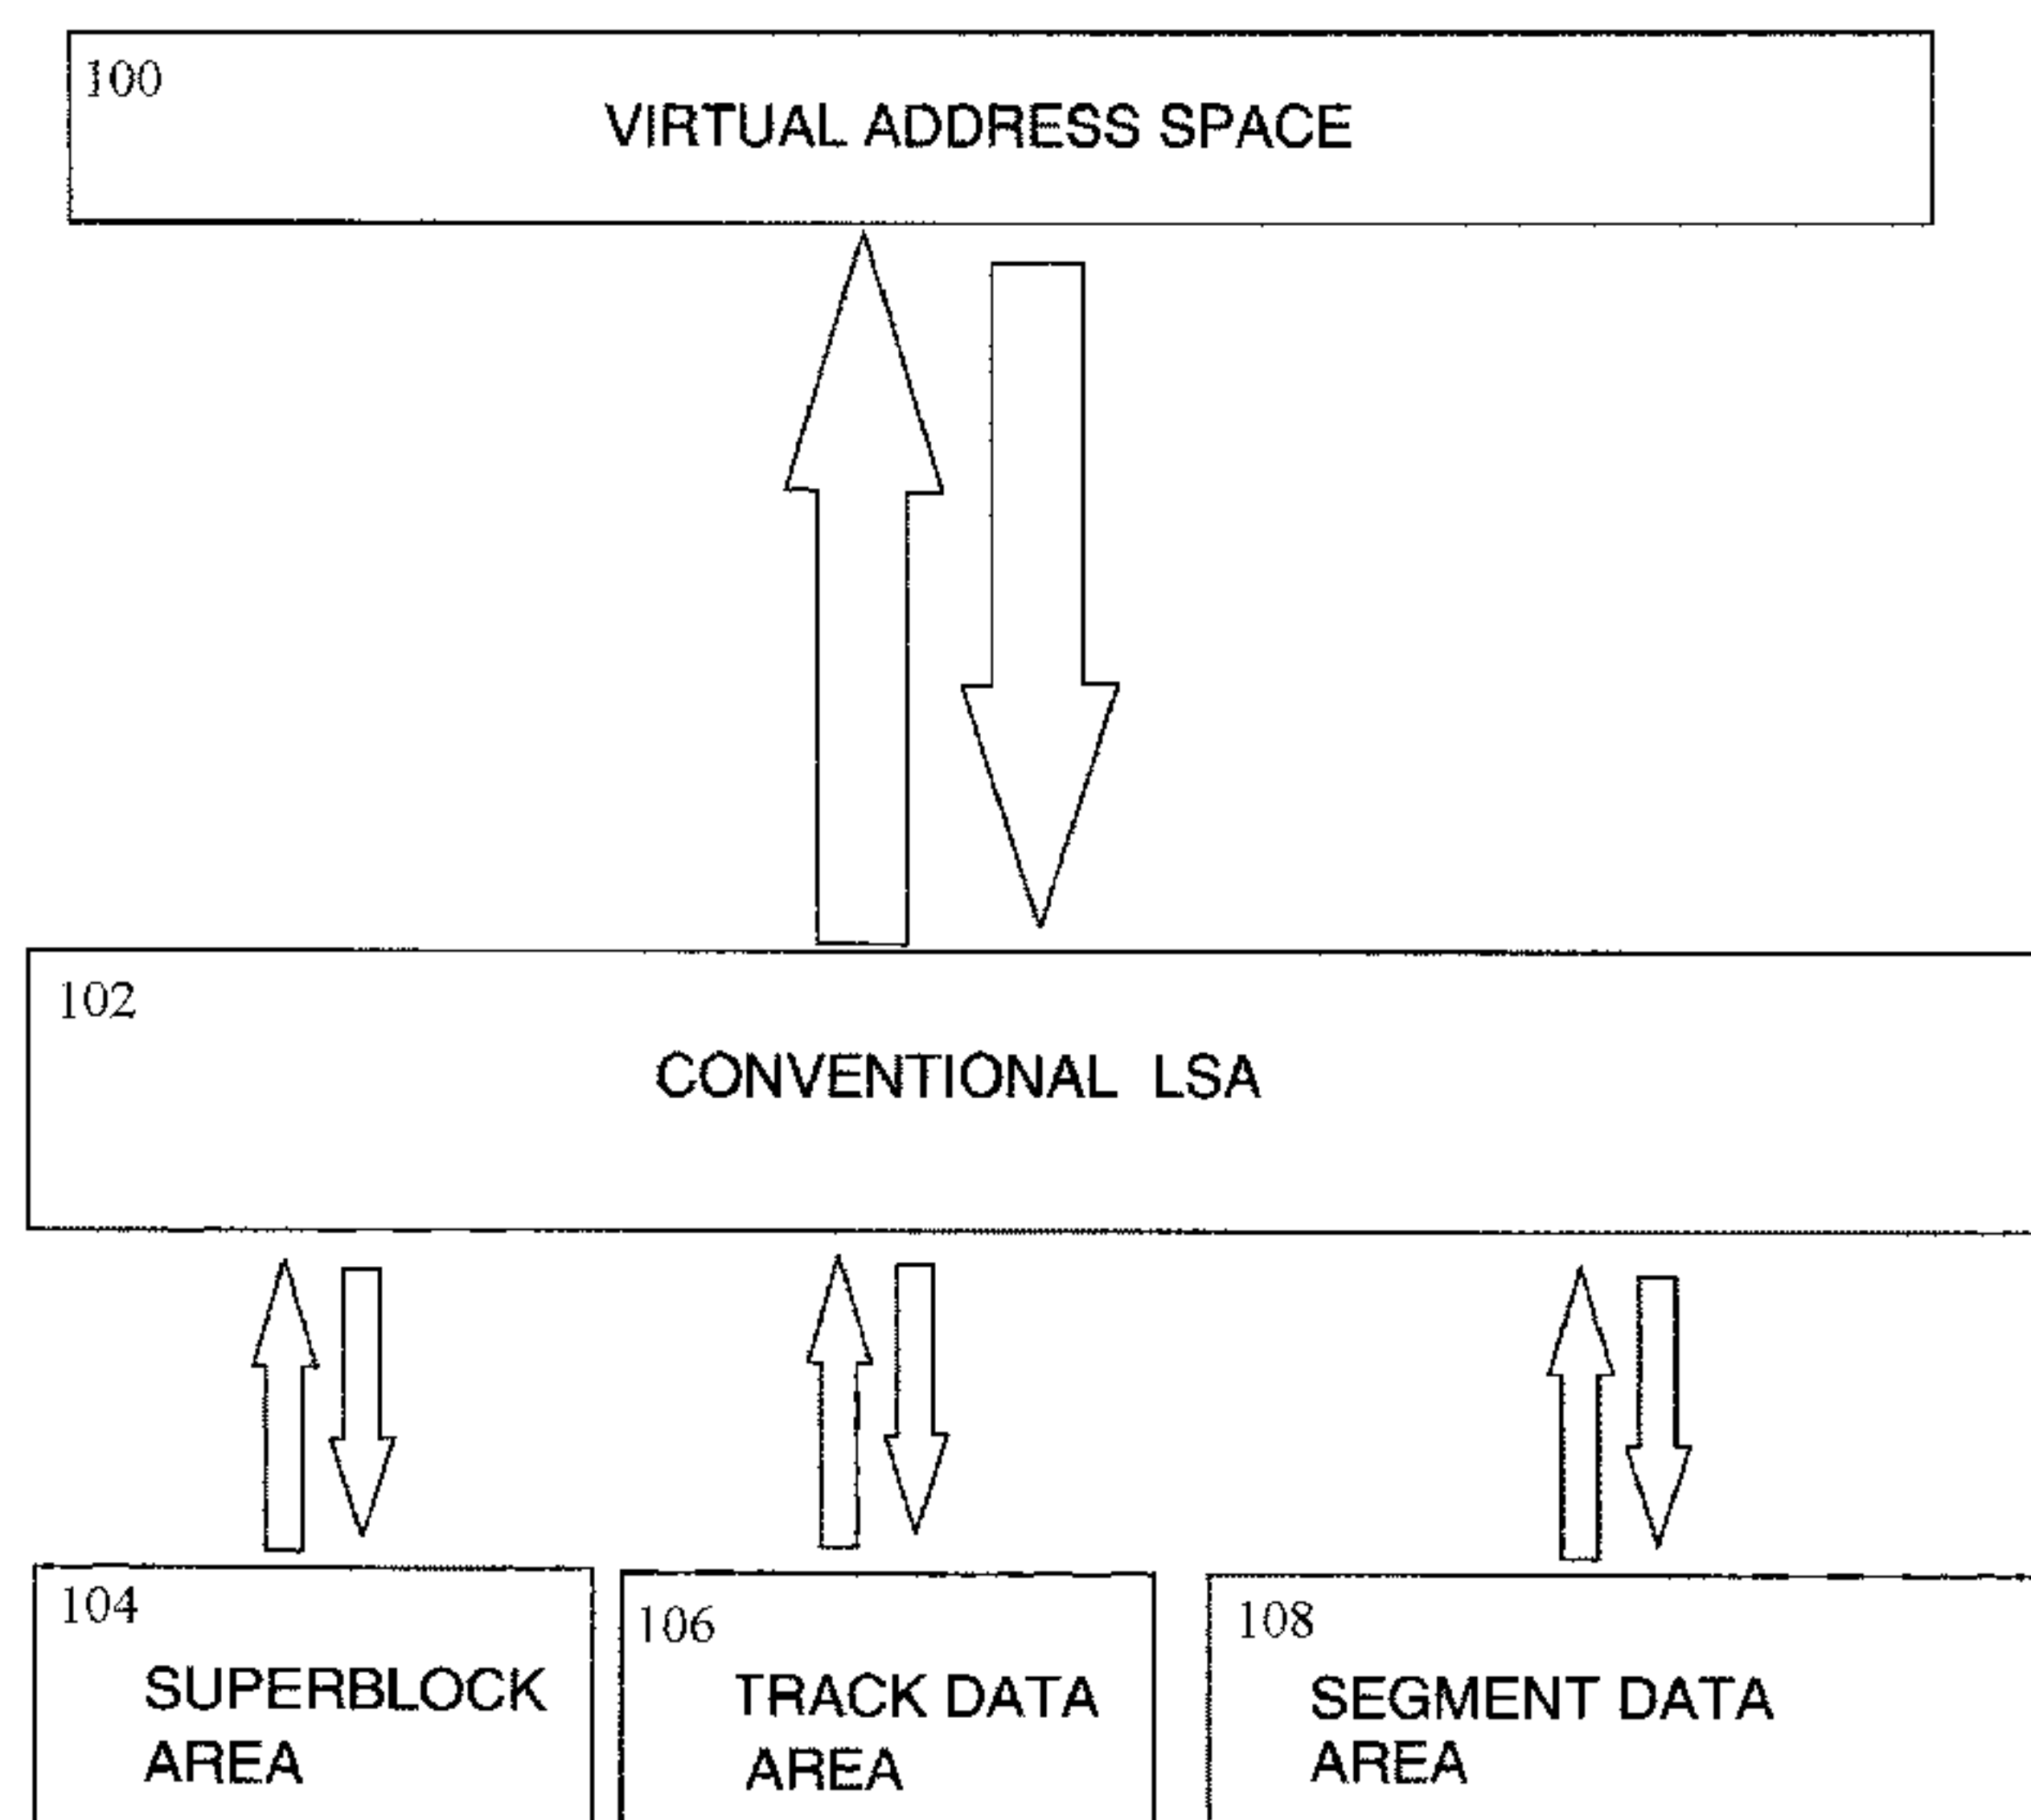 100
VIRTUAL ADDRESS SPACE
102
CONVENTIONAL LSA
104
SUPERBLOCK
AREA
106
TRACK DATA
AREA
108
SEGMENT DATA
AREA